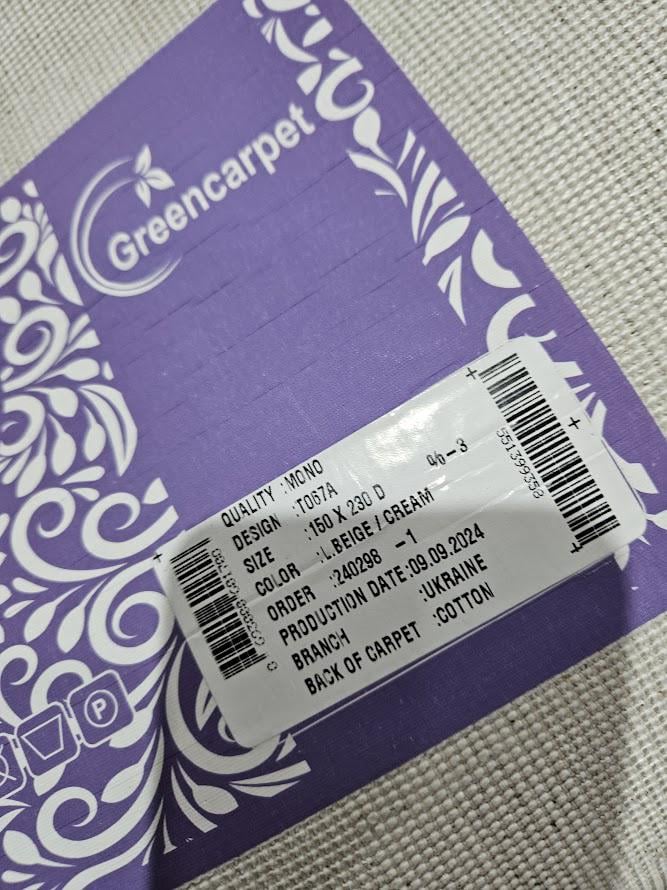 Greencarpet
QUALITY :MONO
DESIGN :T067A
SIZE :150 X 230 D
COLOR :L.BEIGE / CREAM
ORDER :240298 -1
PRODUCTION DATE:09.09.2024
BRANCH :UKRAINE
BACK OF CARPET :COTTON
551399358
P